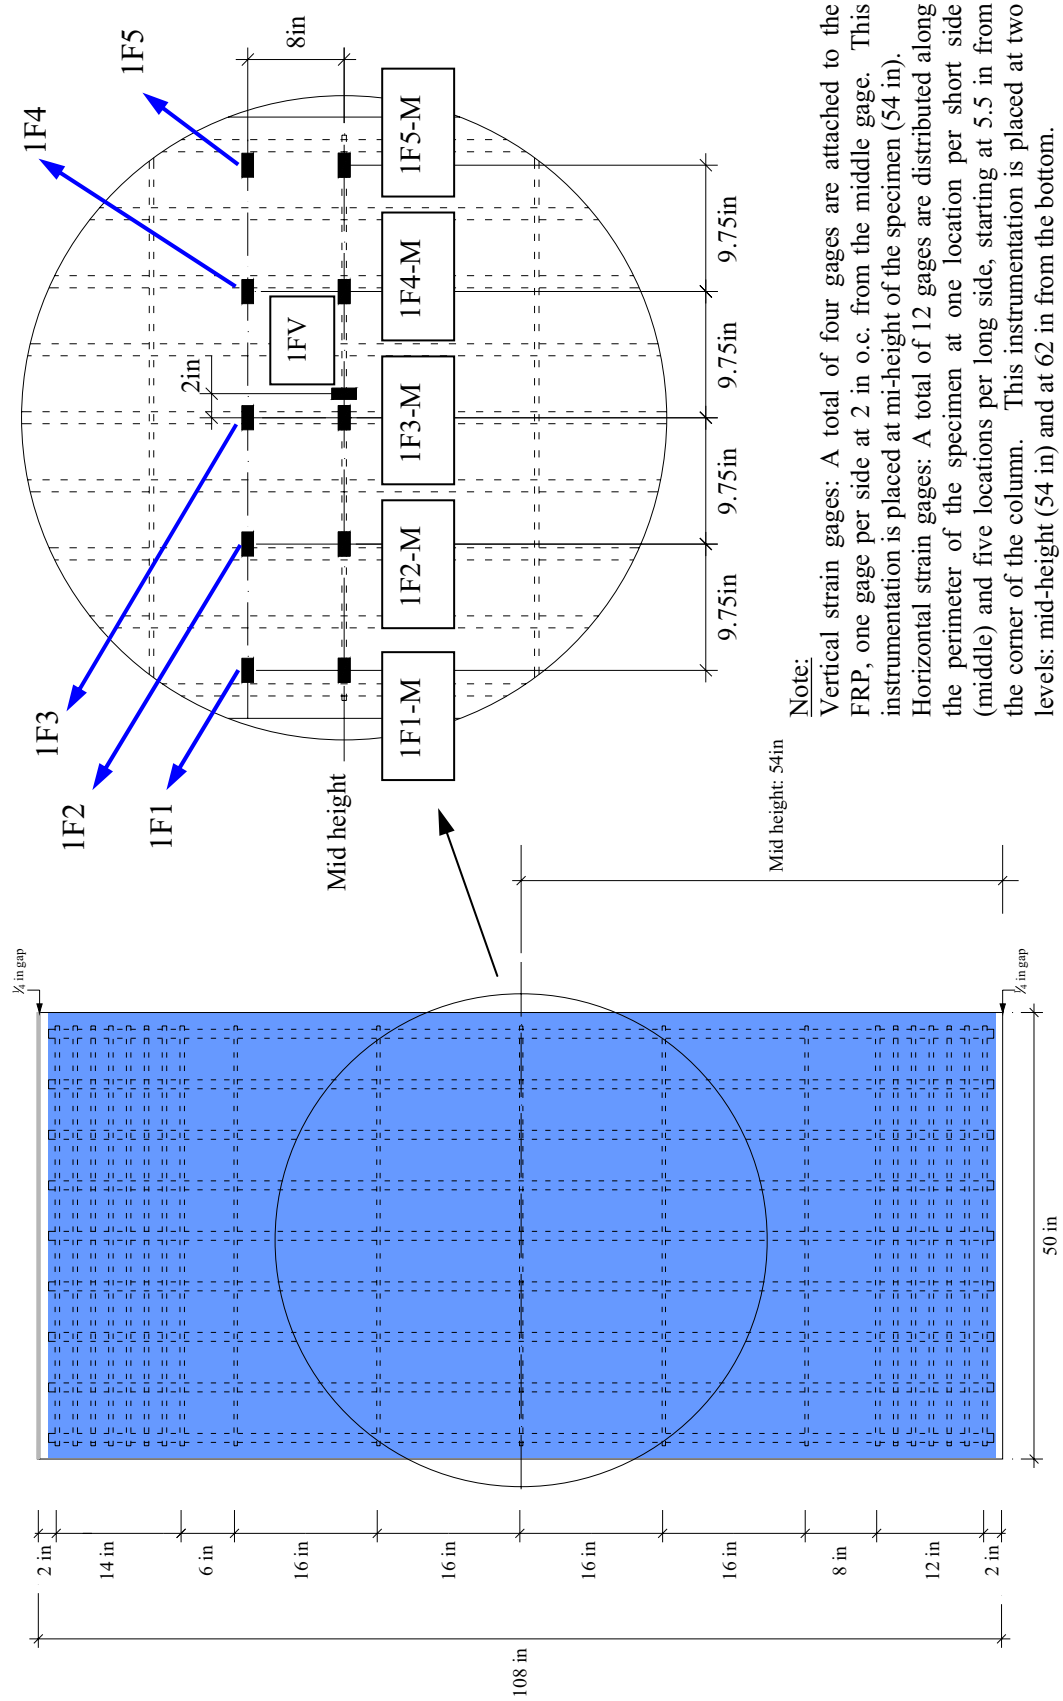 1F5
1F4
8in
2in
1FV
1F3
1F2
1F1
Mid height
1F1-M
1F2-M
1F3-M
1F4-M
1F5-M
9.75in
9.75in
9.75in
9.75in
Note:
Vertical strain gages: A total of four gages are attached to the
FRP, one gage per side at 2 in o.c. from the middle gage. This
instrumentation is placed at mi-height of the specimen (54 in).
Horizontal strain gages: A total of 12 gages are distributed along
the perimeter of the specimen at one location per short side
(middle) and five locations per long side, starting at 5.5 in from
the corner of the column. This instrumentation is placed at two
levels: mid-height (54 in) and at 62 in from the bottom.
¼ in gap
Mid height: 54in
¼ in gap
50 in
2 in
14 in
6 in
16 in
16 in
16 in
16 in
8 in
12 in
2 in
108 in